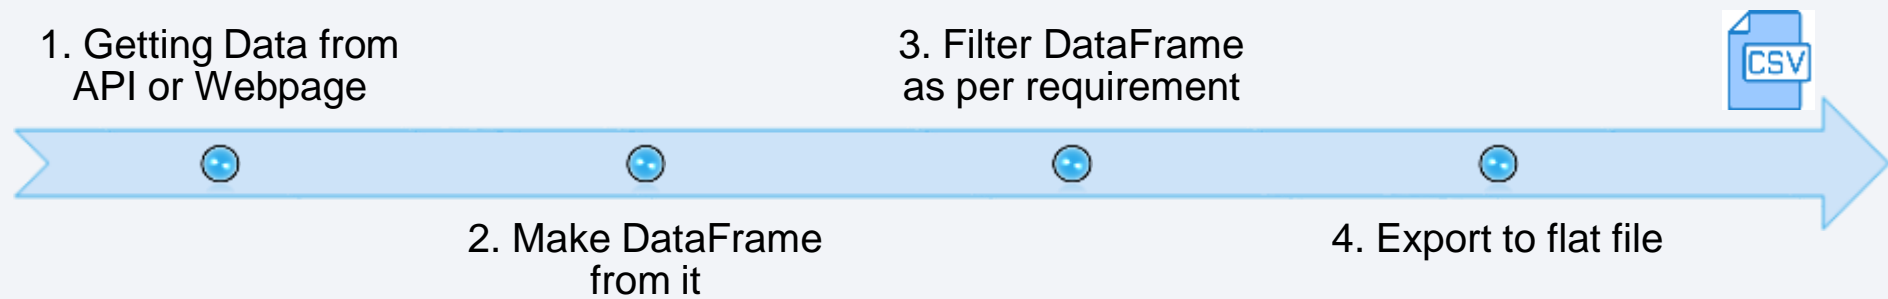 1. Getting Data from
API or Webpage
2. Make DataFrame
from it
3. Filter DataFrame
as per requirement
4. Export to flat file
CSV